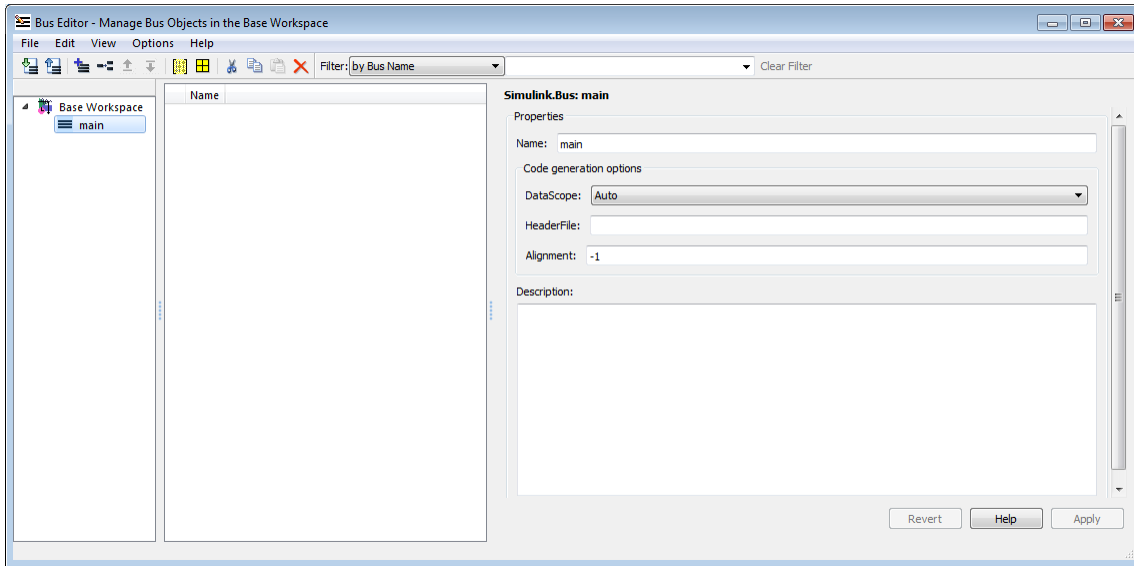 Bus Editor - Manage Bus Objects in the Base Workspace
File Edit View Options Help
Filter: by Bus Name Clear Filter
Base Workspace
main
Name
Simulink.Bus: main
Properties
Name: main
Code generation options
DataScope: Auto
HeaderFile:
Alignment: -1
Description:
Revert Help Apply